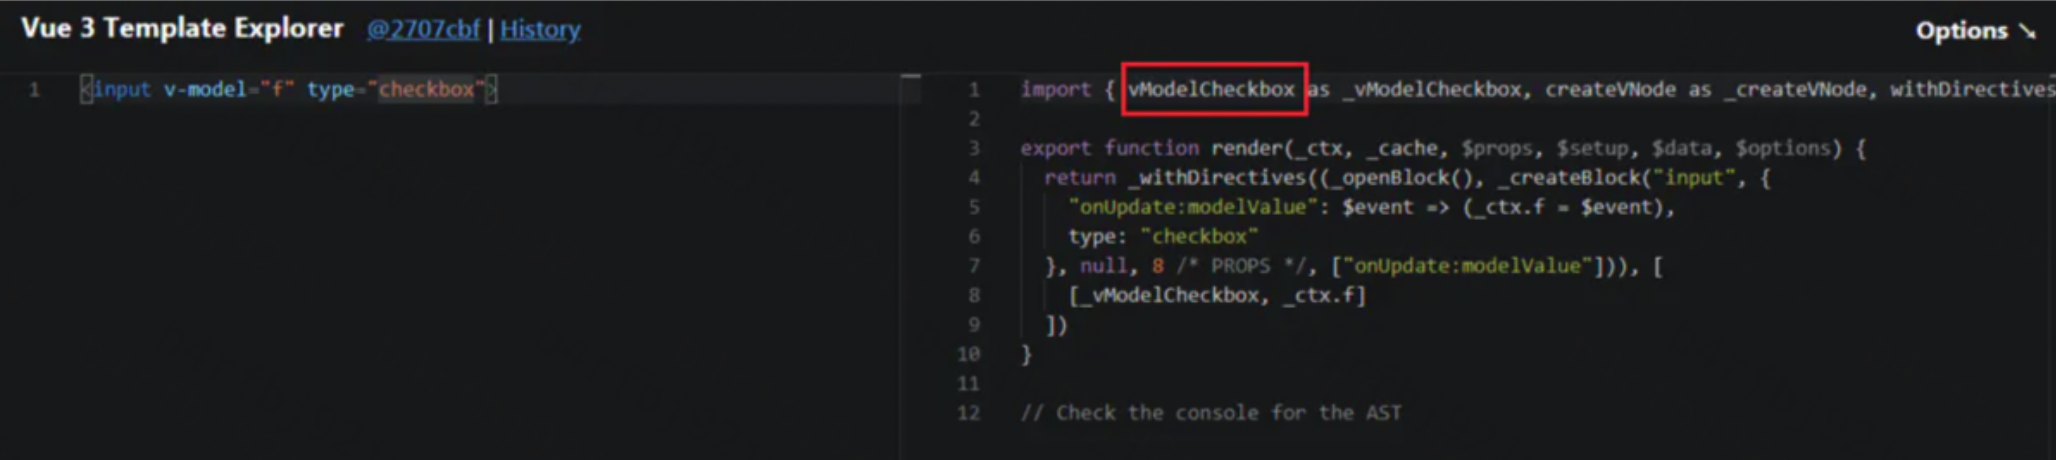 Vue 3 Template Explorer @2707cbf | History
Options ↘
1 <input v-model="f" type="checkbox">
1 import { vModelCheckbox as _vModelCheckbox, createVNode as _createVNode, withDirectives
2
3 export function render(_ctx, _cache, $props, $setup, $data, $options) {
4 return _withDirectives((_openBlock(), _createBlock("input", {
5 "onUpdate:modelValue": $event => (_ctx.f = $event),
6 type: "checkbox"
7 }, null, 8 /* PROPS */, ["onUpdate:modelValue"])), [
8 [_vModelCheckbox, _ctx.f]
9 ])
10 }
11
12 // Check the console for the AST